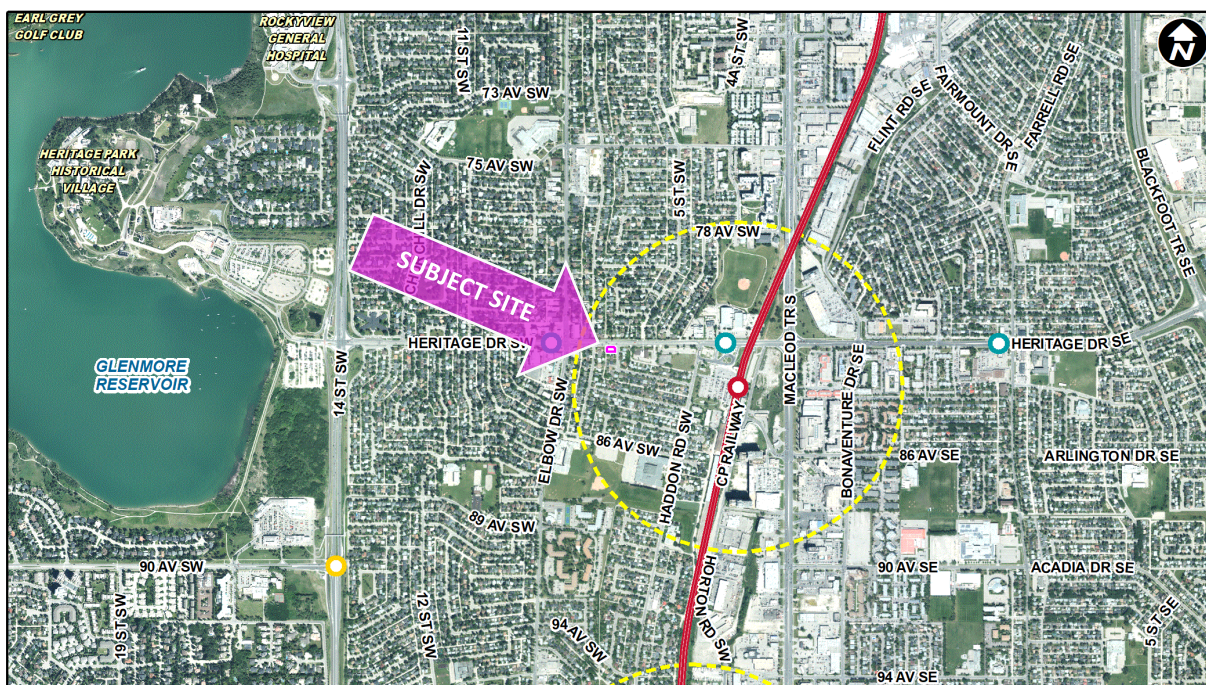 EARL GREY
GOLF CLUB
ROCKYVIEW
GENERAL
HOSPITAL
11 ST SW
4A ST SW
N
73 AV SW
FLINT RD SE
FAIRMOUNT DR SE
FARRELL RD SE
HERITAGE PARK
HISTORICAL
VILLAGE
75 AV SW
5 ST SW
BLACKFOOT TR SE
78 AV SW
SUBJECT SITE
HERITAGE DR SW
HERITAGE DR SE
GLENMORE
RESERVOIR
14 ST SW
MACLEOD TR S
ELBOW DR SW
CP RAILWAY
BONAVENTURE DR SE
86 AV SW
HADDON RD SW
86 AV SE
ARLINGTON DR SE
89 AV SW
90 AV SW
90 AV SE
ACADIA DR SE
HORTON RD SW
19 ST SW
12 ST SW
94 AV SW
5 ST SE
94 AV SE